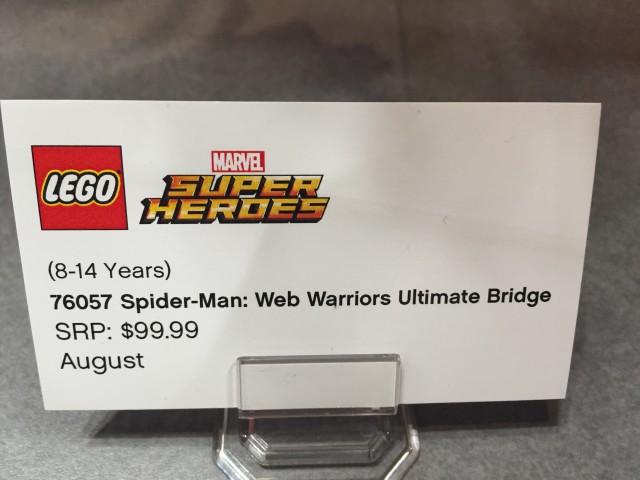 LEGO
MARVEL
SUPER
HEROES
(8-14 Years)
76057 Spider-Man: Web Warriors Ultimate Bridge
SRP: $99.99
August